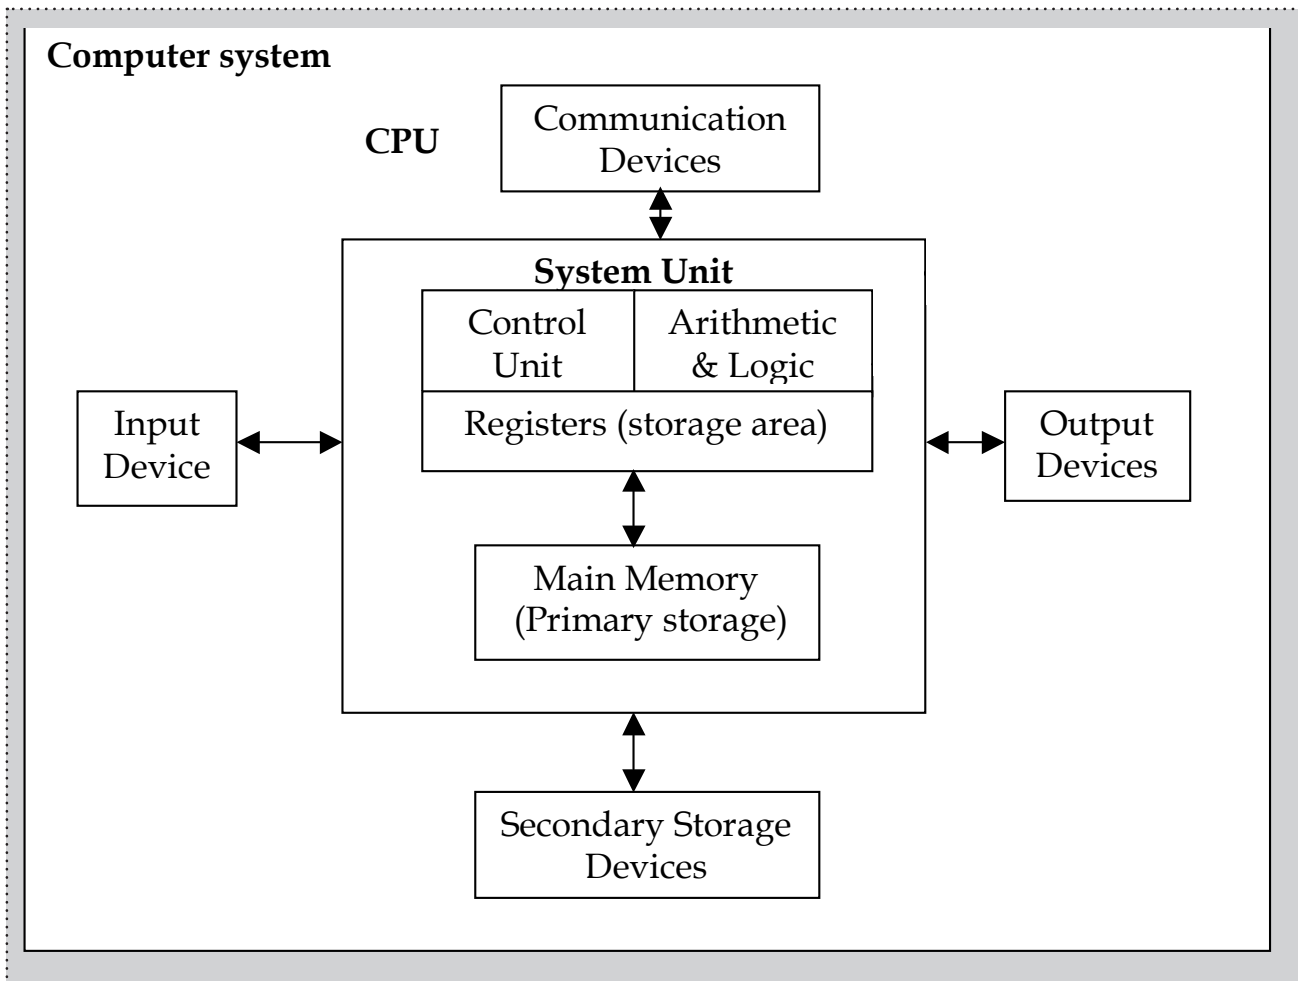 Computer system
CPU
Communication
Devices
System Unit
Control
Unit
Arithmetic
& Logic
Registers (storage area)
Input
Device
Output
Devices
Main Memory
(Primary storage)
Secondary Storage
Devices